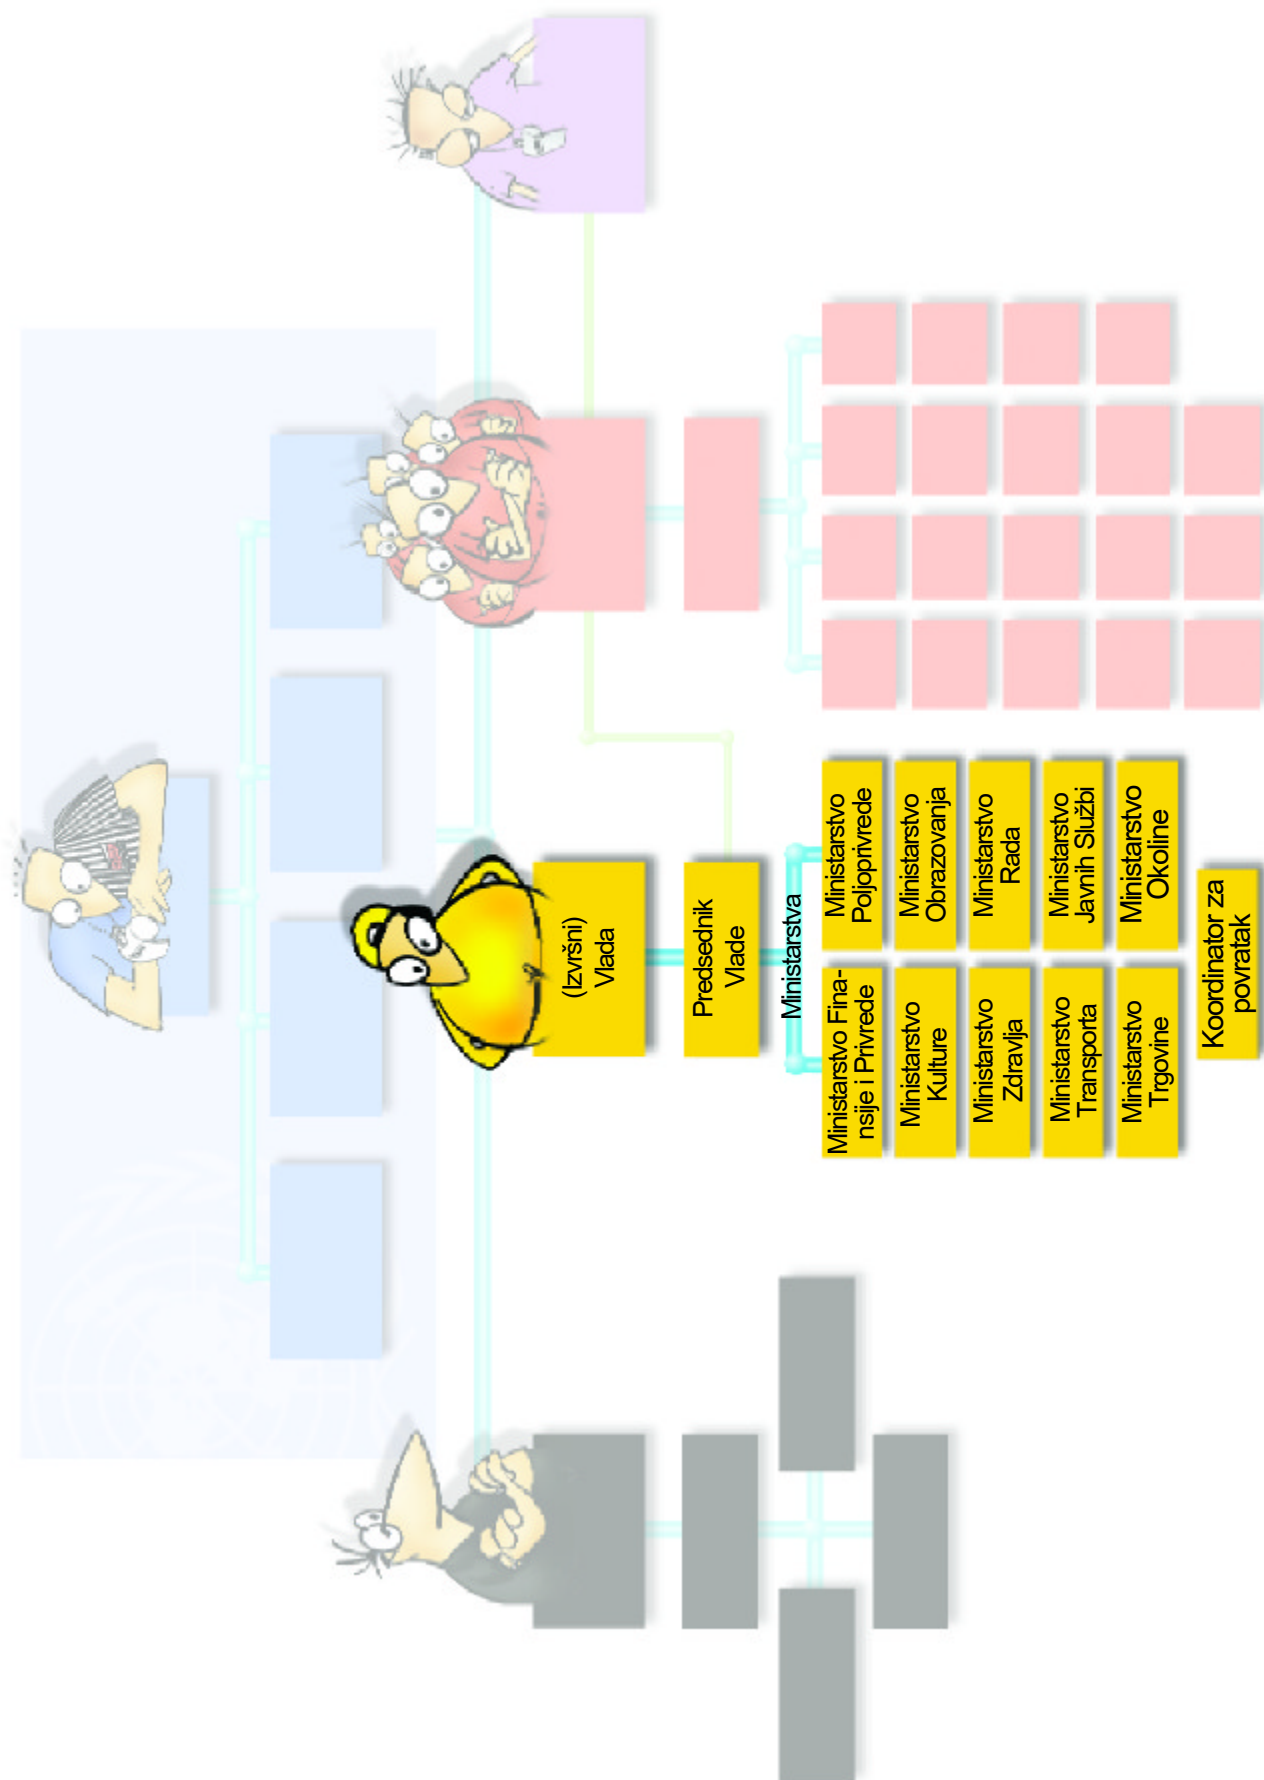 (Izvršni)
Vlada
Predsednik
Vlade
Ministarstva
Ministarstvo Fina-
nsije i Privrede
Ministarstvo
Poljoprivrede
Ministarstvo
Kulture
Ministarstvo
Obrazovanja
Ministarstvo
Zdravlja
Ministarstvo
Rada
Ministarstvo
Transporta
Ministarstvo
Javnih Službi
Ministarstvo
Trgovine
Ministarstvo
Okoline
Koordinator za
povratak